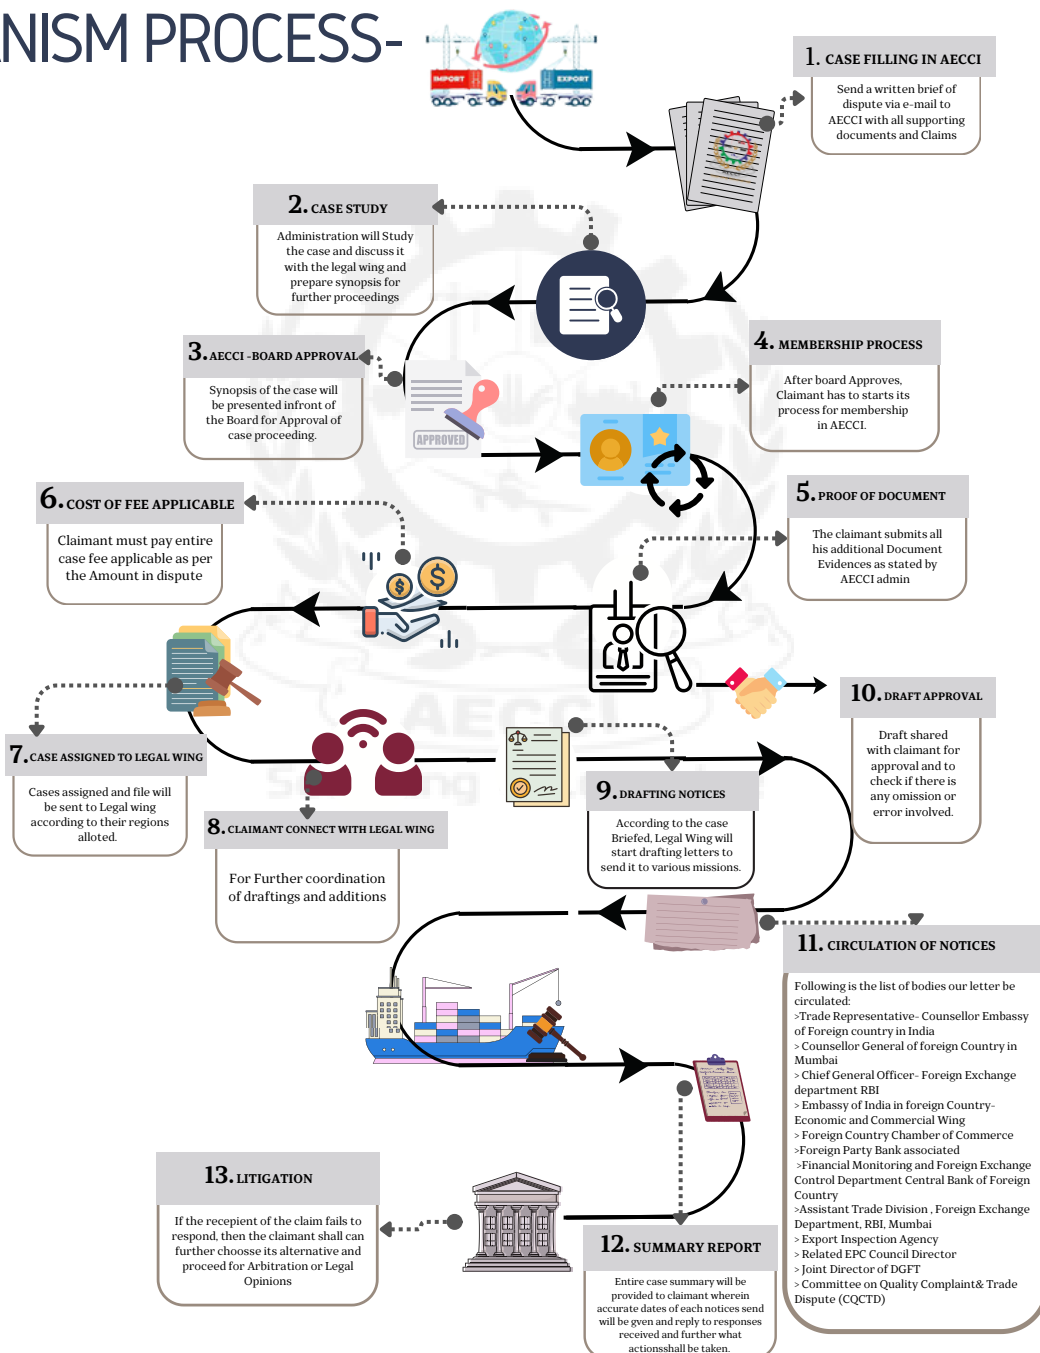 ANISM PROCESS-
IMPORT
EXPORT
1. CASE FILLING IN AECCI
Send a written brief of
dispute via e-mail to
AECCI with all supporting
documents and Claims
2. CASE STUDY
Administration will Study
the case and discuss it
with the legal wing and
prepare synopsis for
further proceedings
3. AECCI -BOARD APPROVAL
Synopsis of the case will
be presented infront of
the Board for Approval of
case proceeding.
APPROVED
4. MEMBERSHIP PROCESS
After board Approves,
Claimant has to starts its
process for membership
in AECCI.
5. PROOF OF DOCUMENT
The claimant submits all
his additional Document
Evidences as stated by
AECCI admin
6. COST OF FEE APPLICABLE
Claimant must pay entire
case fee applicable as per
the Amount in dispute
7. CASE ASSIGNED TO LEGAL WING
Cases assigned and file will
be sent to Legal wing
according to their regions
alloted.
8. CLAIMANT CONNECT WITH LEGAL WING
For Further coordination
of draftings and additions
9. DRAFTING NOTICES
According to the case
Briefed, Legal Wing will
start drafting letters to
send it to various missions.
10. DRAFT APPROVAL
Draft shared
with claimant for
approval and to
check if there is
any omission or
error involved.
AECCI
11. CIRCULATION OF NOTICES
Following is the list of bodies our letter be
circulated:
>Trade Representative- Counsellor Embassy
of Foreign country in India
> Counsellor General of foreign Country in
Mumbai
> Chief General Officer- Foreign Exchange
department RBI
> Embassy of India in foreign Country-
Economic and Commercial Wing
> Foreign Country Chamber of Commerce
>Foreign Party Bank associated
>Financial Monitoring and Foreign Exchange
Control Department Central Bank of Foreign
Country
>Assistant Trade Division , Foreign Exchange
Department, RBI, Mumbai
> Export Inspection Agency
> Related EPC Council Director
> Joint Director of DGFT
> Committee on Quality Complaint& Trade
Dispute (CQCTD)
12. SUMMARY REPORT
Entire case summary will be
provided to claimant wherein
accurate dates of each notices send
will be gven and reply to responses
received and further what
actionsshall be taken.
13. LITIGATION
If the recepient of the claim fails to
respond, then the claimant shall can
further choosse its alternative and
proceed for Arbitration or Legal
Opinions